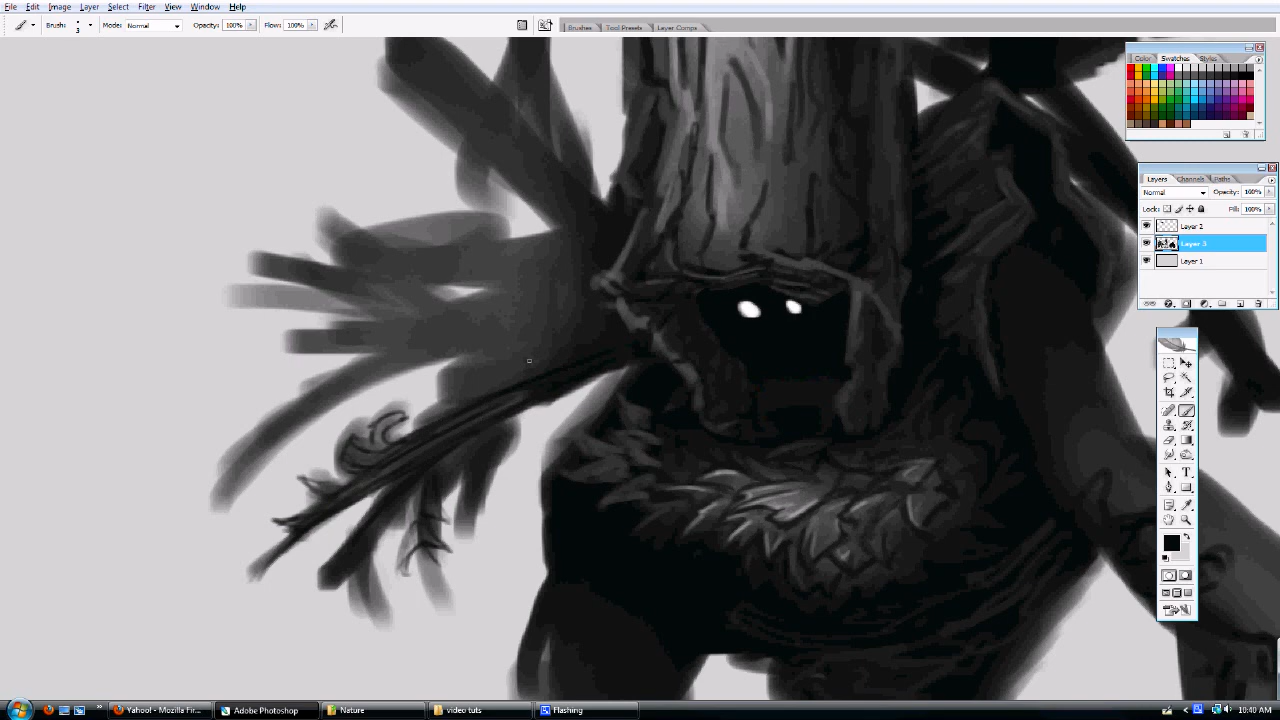 File Edit Image Layer Select Filter View Window Help
Brush: 3 Mode: Normal Opacity: 100% Flow: 100%
Brushes Tool Presets Layer Comps
Color Swatches Styles
Layers Channels Paths
Normal Opacity: 100%
Lock: Fill: 100%
Layer 2
Layer 3
Layer 1
Yahoo! - Mozilla Fir... Adobe Photoshop Nature video tuts Flashing 10:40 AM